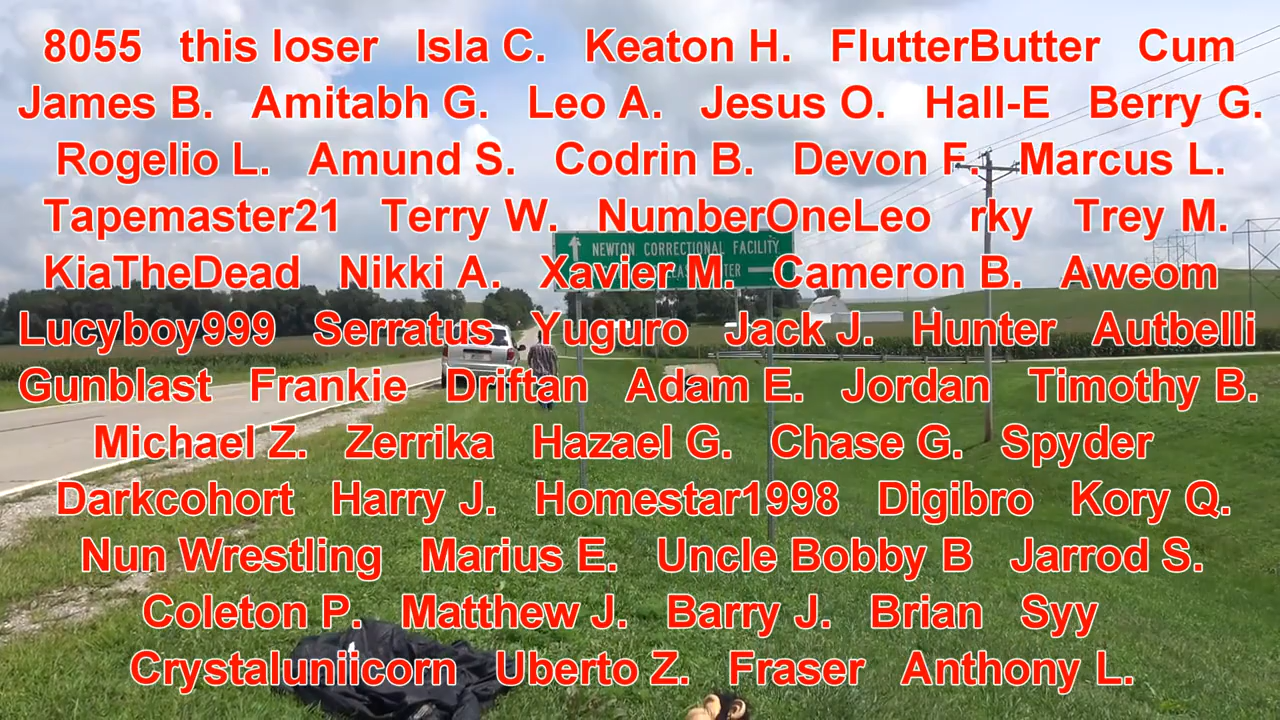 8055 this loser Isla C. Keaton H. FlutterButter Cum
James B. Amitabh G. Leo A. Jesus O. Hall-E Berry G.
Rogelio L. Amund S. Codrin B. Devon F. Marcus L.
Tapemaster21 Terry W. NumberOneLeo rky Trey M.
NEWTON CORRECTIONAL FACILITY
KiaTheDead Nikki A. Xavier M. Cameron B. Aweom
Lucyboy999 Serratus Yuguro Jack J. Hunter Autbelli
Gunblast Frankie Driftan Adam E. Jordan Timothy B.
Michael Z. Zerrika Hazael G. Chase G. Spyder
Darkcohort Harry J. Homestar1998 Digibro Kory Q.
Nun Wrestling Marius E. Uncle Bobby B Jarrod S.
Coleton P. Matthew J. Barry J. Brian Syy
Crystaluniicorn Uberto Z. Fraser Anthony L.